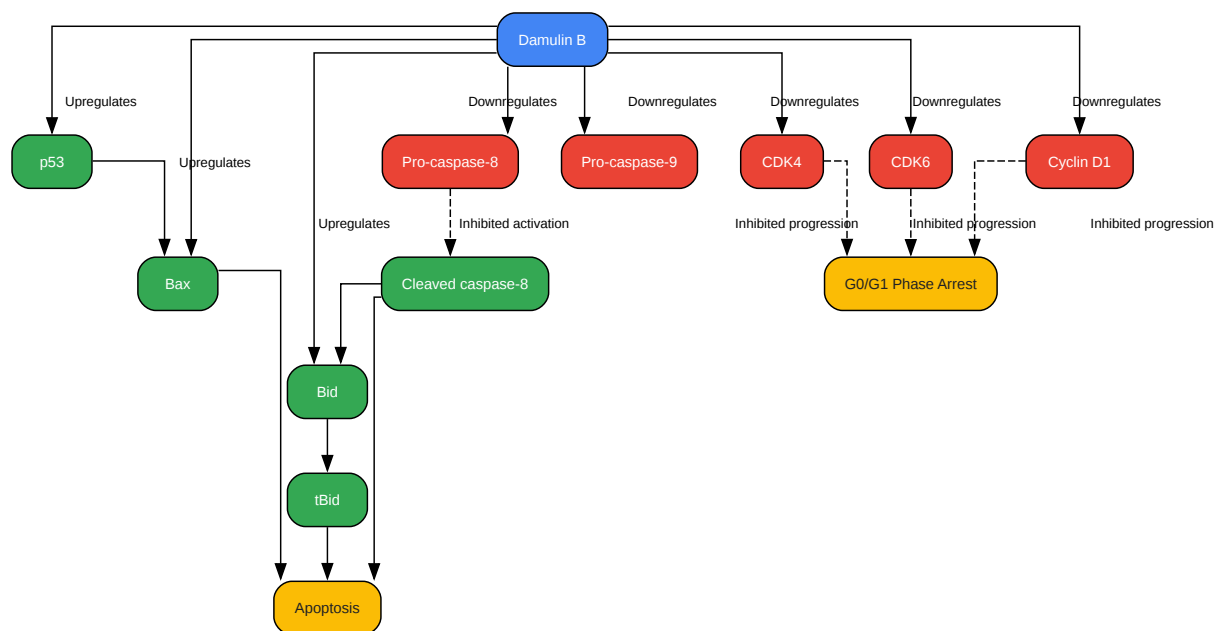 Damulin B
Upregulates
Downregulates
Downregulates
Downregulates
Downregulates
Downregulates
p53
Upregulates
Pro-caspase-8
Pro-caspase-9
CDK4
CDK6
Cyclin D1
Upregulates
Inhibited activation
Inhibited progression
Inhibited progression
Inhibited progression
Bax
Cleaved caspase-8
G0/G1 Phase Arrest
Bid
tBid
Apoptosis